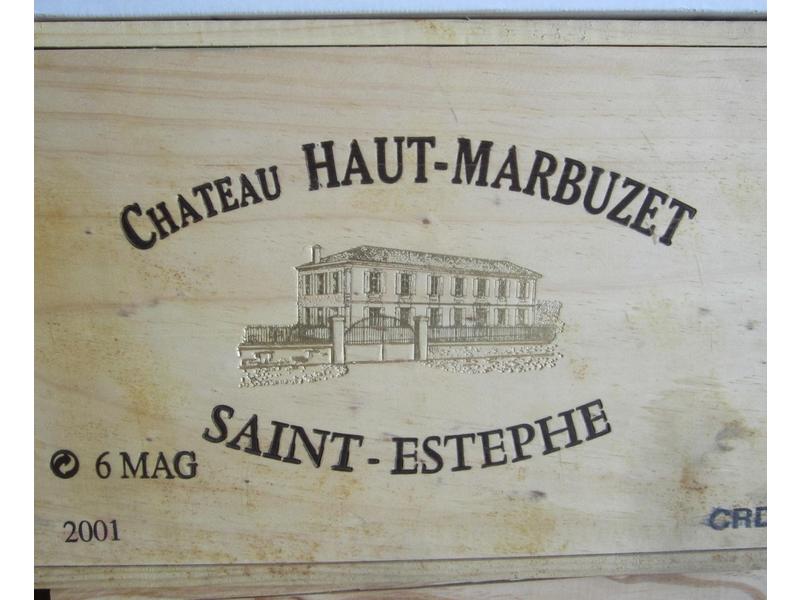 CHATEAU HAUT-MARBUZET
SAINT-ESTEPHE
6 MAG
2001
CRD